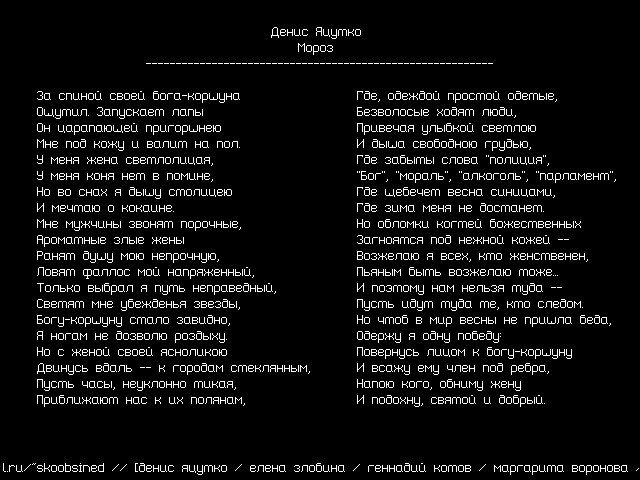 Денис Яцутко
Мороз
За спиной своей бога-коршуна
Ощутил. Запускает лапы
Он царапающей пригоршнею
Мне под кожу и валит на пол.
У меня жена светлолицая,
У меня коня нет в помине,
Но во снах я дышу столицею
И мечтаю о кокаине.
Мне мужчины звонят порочные,
Ароматные злые жены
Ранят душу мою непрочную,
Ловят фаллос мой напряженный,
Только выбрал я путь неправедный,
Светят мне убежденья звезды,
Богу-коршуну стало завидно,
Я ногам не дозволю роздыху.
Но с женой своей ясноликою
Двинусь вдаль -- к городам стеклянным,
Пусть часы, неуклонно тикая,
Приближают нас к их полянам,
Где, одеждой простой одетые,
Безволосые ходят люди,
Привечая улыбкой светлою
И дыша свободною грудью,
Где забыты слова "полиция",
"Бог", "мораль", "алкоголь", "парламент",
Где щебечет весна синицами,
Где зима меня не достанет.
Но обломки когтей божественных
Загноятся под нежной кожей --
Возжелаю я всех, кто женственен,
Пьяным быть возжелаю тоже...
И поэтому нам нельзя туда --
Пусть идут туда те, кто следом.
Но чтоб в мир весны не пришла беда,
Одержу я одну победу:
Повернусь лицом к богу-коршуну
И всажу ему член под ребра,
Напою кого, обниму жену
И подохну, святой и добрый.
l.ru/~skoobsined // [денис яцутко / елена злобина / геннадий котов / маргарита воронова /